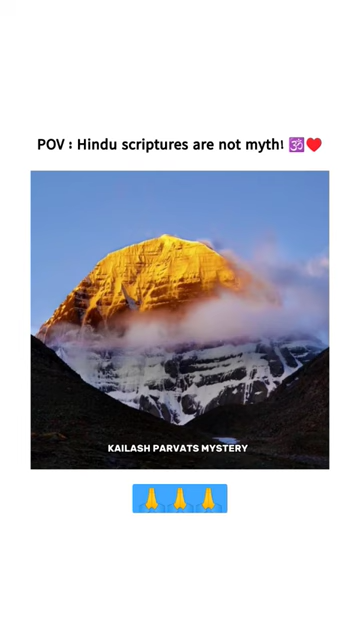 POV : Hindu scriptures are not myth! 🕉️♥️
KAILASH PARVATS MYSTERY
🙏🙏🙏